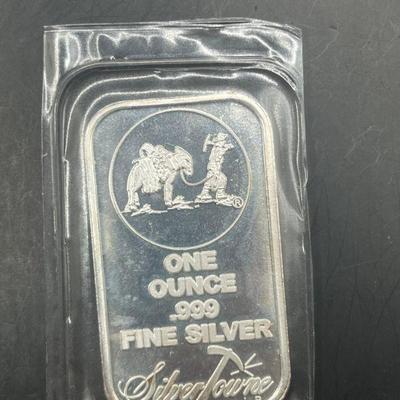 ®
ONE
OUNCE
.999
FINE SILVER
SilverTowne